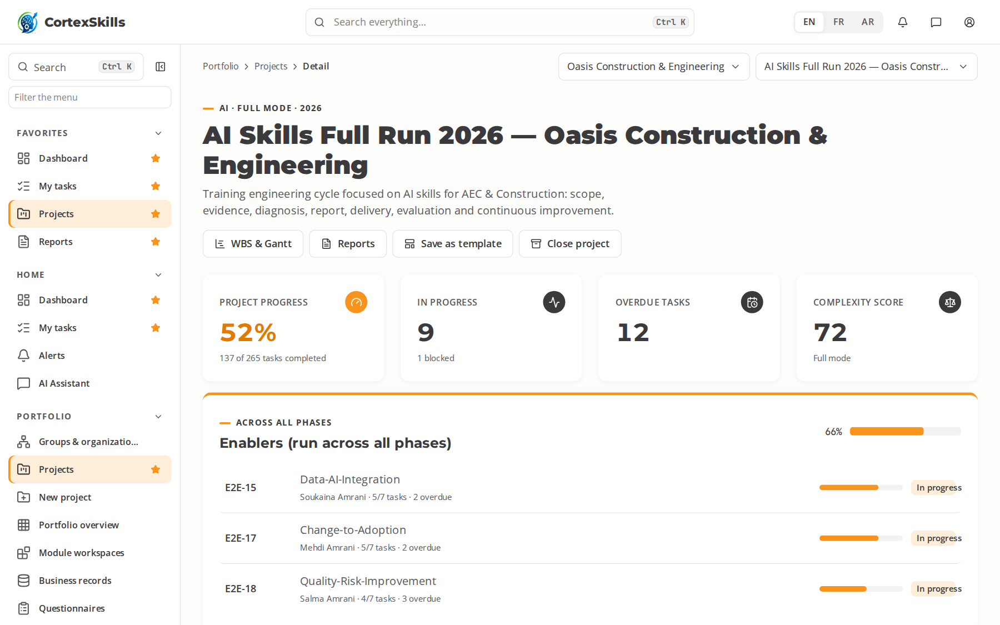 CortexSkills
Search everything...
Ctrl K
EN
FR
AR
Search
Ctrl K
Filter the menu
FAVORITES
Dashboard
My tasks
Projects
Reports
HOME
Dashboard
My tasks
Alerts
AI Assistant
PORTFOLIO
Groups & organizatio...
Projects
New project
Portfolio overview
Module workspaces
Business records
Questionnaires
Portfolio > Projects > Detail
Oasis Construction & Engineering
AI Skills Full Run 2026 — Oasis Constr...
AI · FULL MODE · 2026
AI Skills Full Run 2026 — Oasis Construction &
Engineering
Training engineering cycle focused on AI skills for AEC & Construction: scope,
evidence, diagnosis, report, delivery, evaluation and continuous improvement.
WBS & Gantt
Reports
Save as template
Close project
PROJECT PROGRESS
52%
137 of 265 tasks completed
IN PROGRESS
9
1 blocked
OVERDUE TASKS
12
COMPLEXITY SCORE
72
Full mode
ACROSS ALL PHASES
Enablers (run across all phases)
66%
E2E-15
Data-AI-Integration
Soukaina Amrani · 5/7 tasks · 2 overdue
In progress
E2E-17
Change-to-Adoption
Mehdi Amrani · 5/7 tasks · 2 overdue
In progress
E2E-18
Quality-Risk-Improvement
Salma Amrani · 4/7 tasks · 3 overdue
In progress